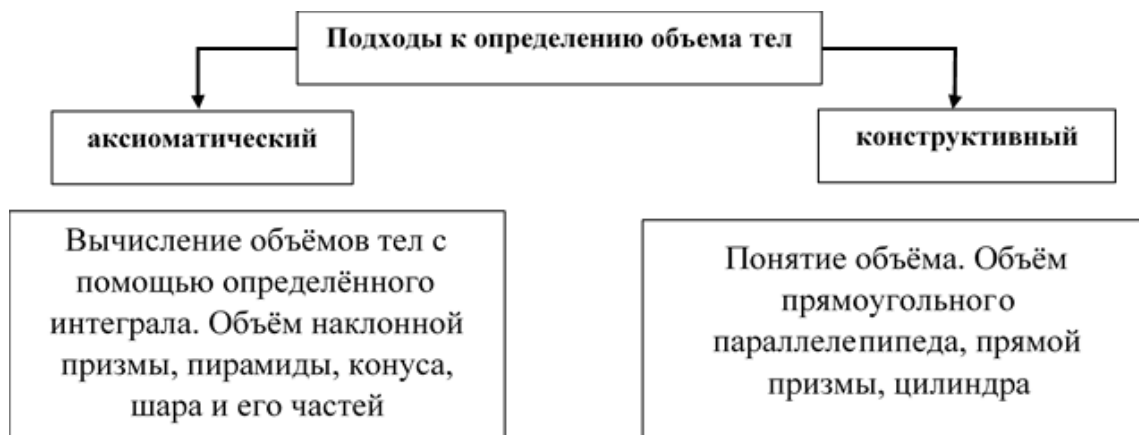 Подходы к определению объема тел
аксиоматический
конструктивный
Вычисление объёмов тел с
помощью определённого
интеграла. Объём наклонной
призмы, пирамиды, конуса,
шара и его частей
Понятие объёма. Объём
прямоугольного
параллелепипеда, прямой
призмы, цилиндра